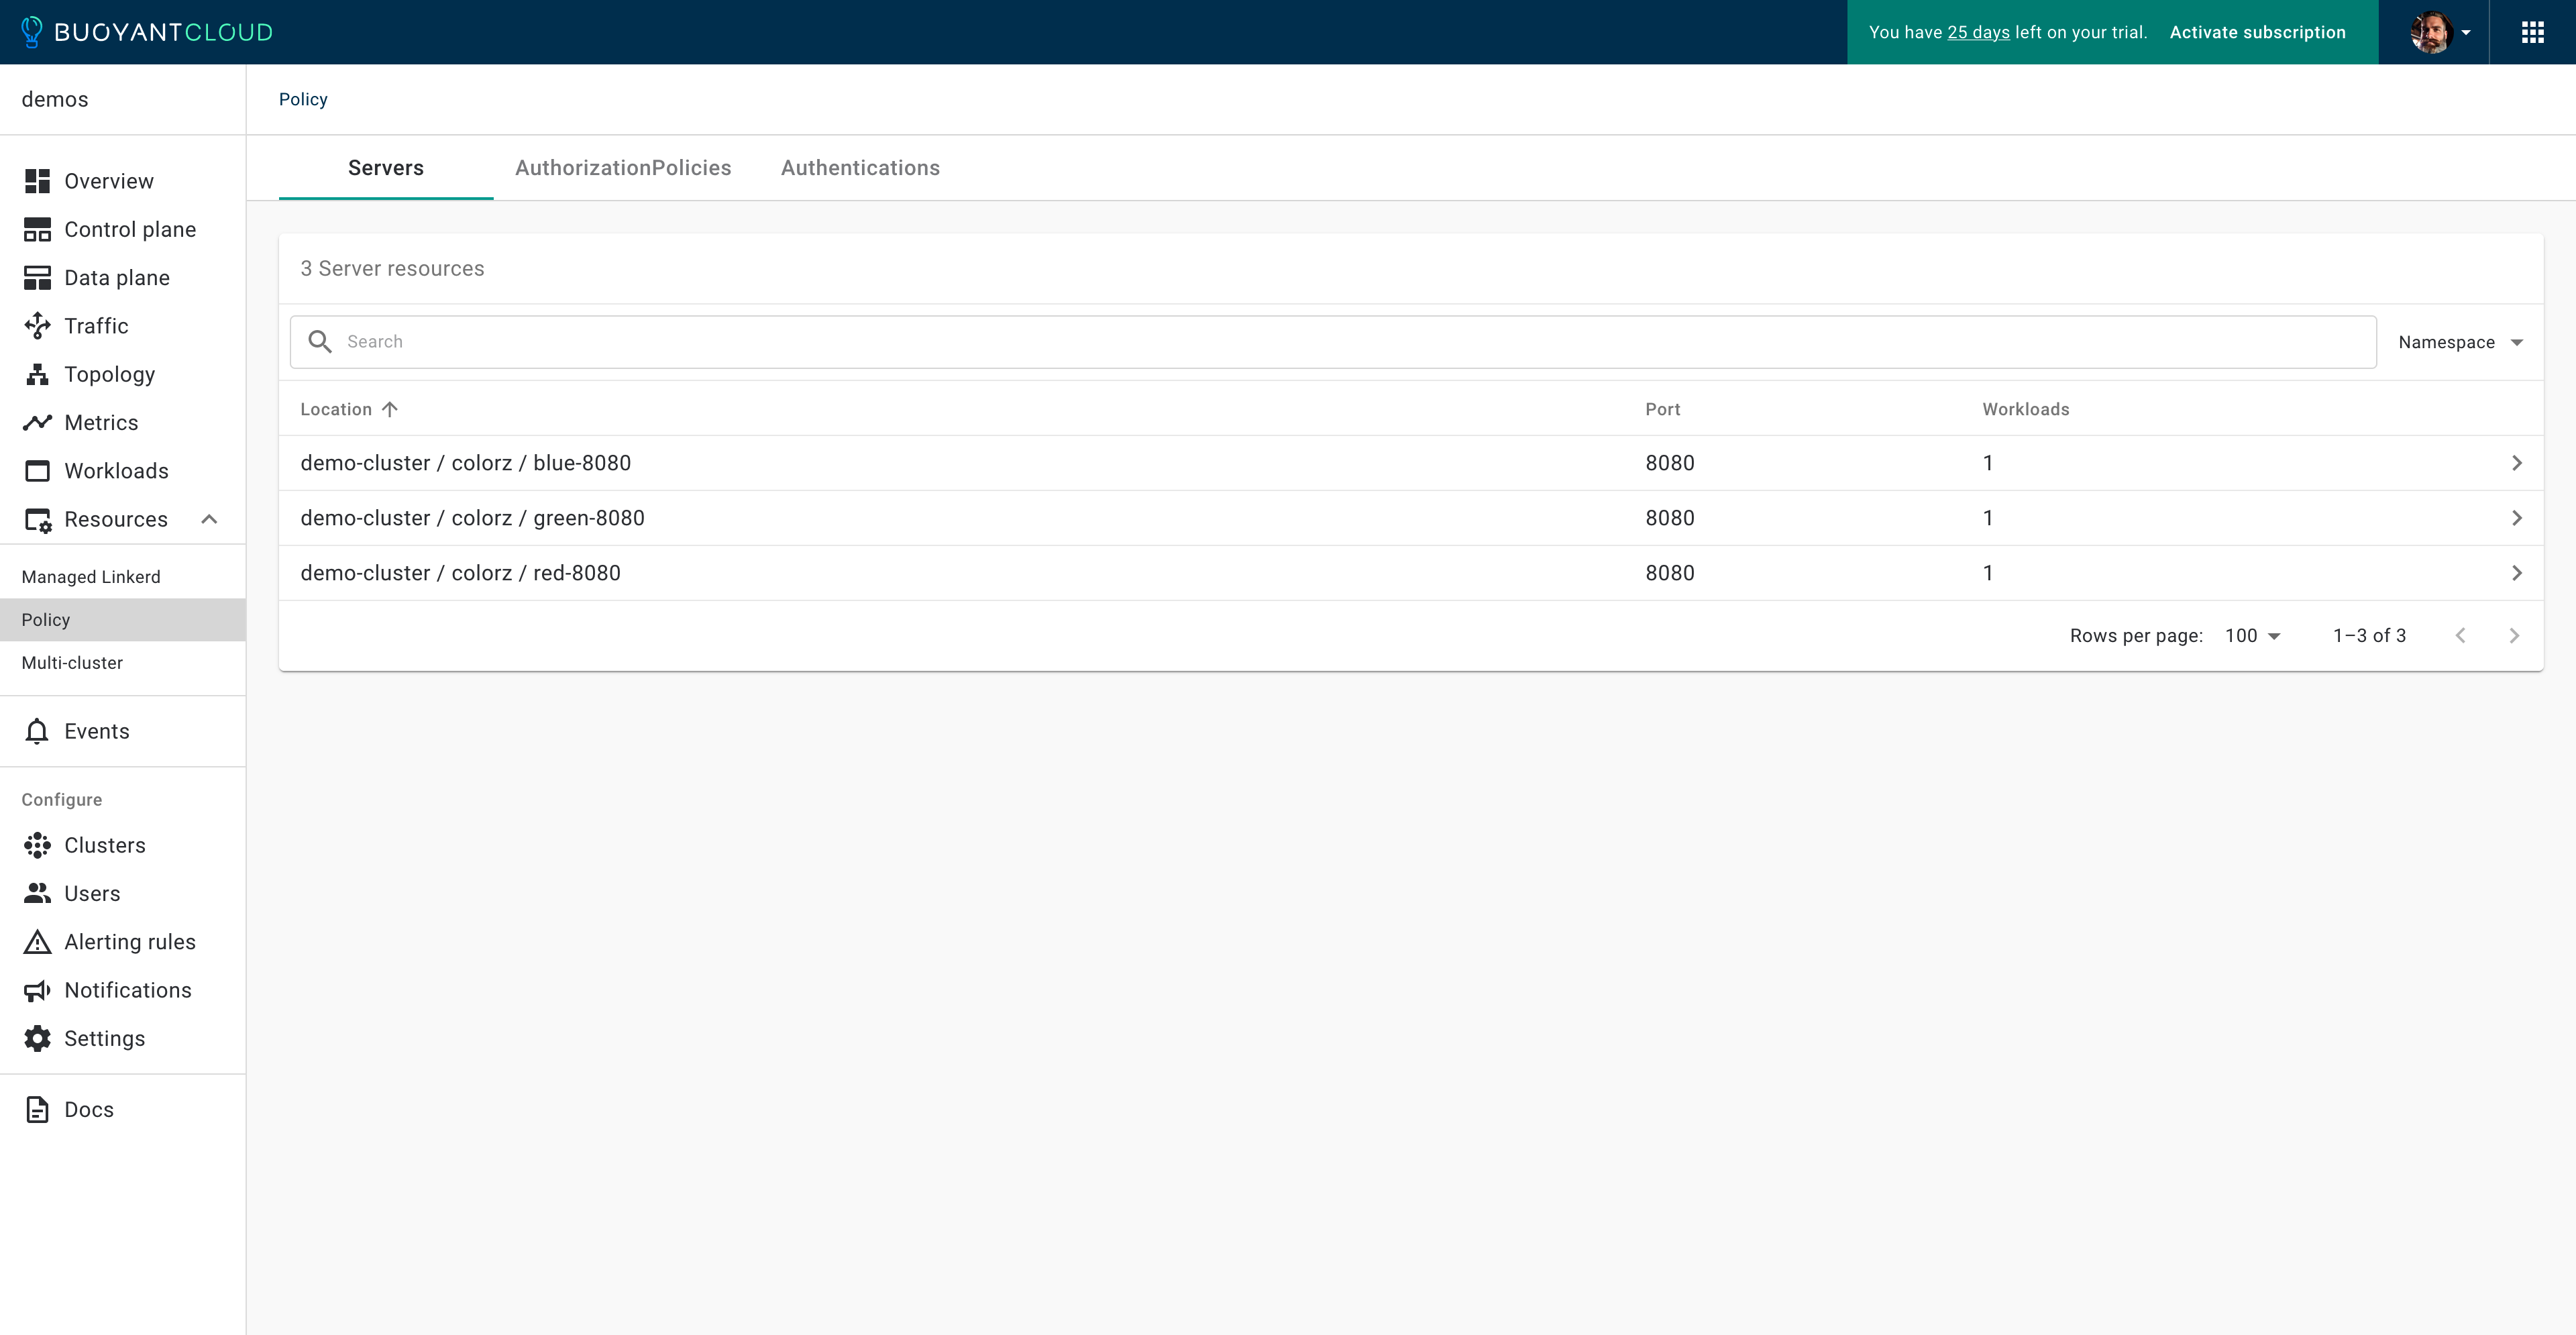 BUOYANTCLOUD
You have 25 days left on your trial. Activate subscription
demos
Policy
Overview
Control plane
Data plane
Traffic
Topology
Metrics
Workloads
Resources
Managed Linkerd
Policy
Multi-cluster
Events
Configure
Clusters
Users
Alerting rules
Notifications
Settings
Docs
Servers AuthorizationPolicies Authentications
3 Server resources
Search Namespace
Location Port Workloads
demo-cluster / colorz / blue-8080 8080 1
demo-cluster / colorz / green-8080 8080 1
demo-cluster / colorz / red-8080 8080 1
Rows per page: 100 1–3 of 3